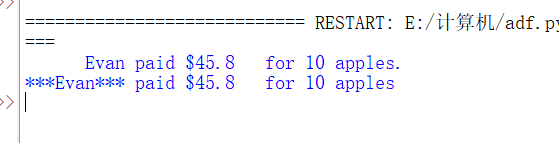 >>
============================ RESTART: E:/计算机/adf.py
===
      Evan paid $45.8   for 10 apples.
***Evan*** paid $45.8   for 10 apples
>>